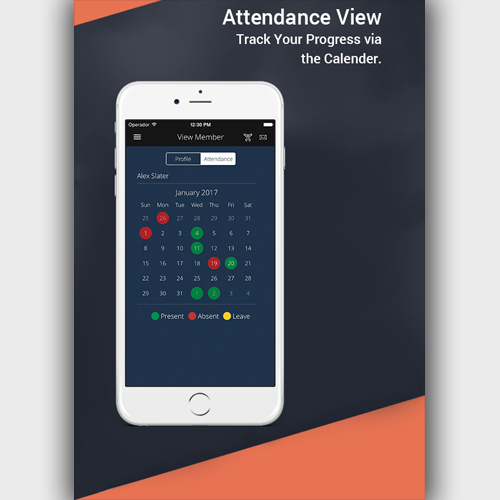 Attendance View
Track Your Progress via
the Calender.
Operador 12:30 PM
View Member
Profile Attendance
Alex Slater
January 2017
Sun Mon Tue Wed Thu Fri Sat
25 26 27 28 29 30 31
1 2 3 4 5 6 7
8 9 10 11 12 13 14
15 16 17 18 19 20 21
22 23 24 25 26 27 28
29 30 31 1 2 3 4
Present Absent Leave